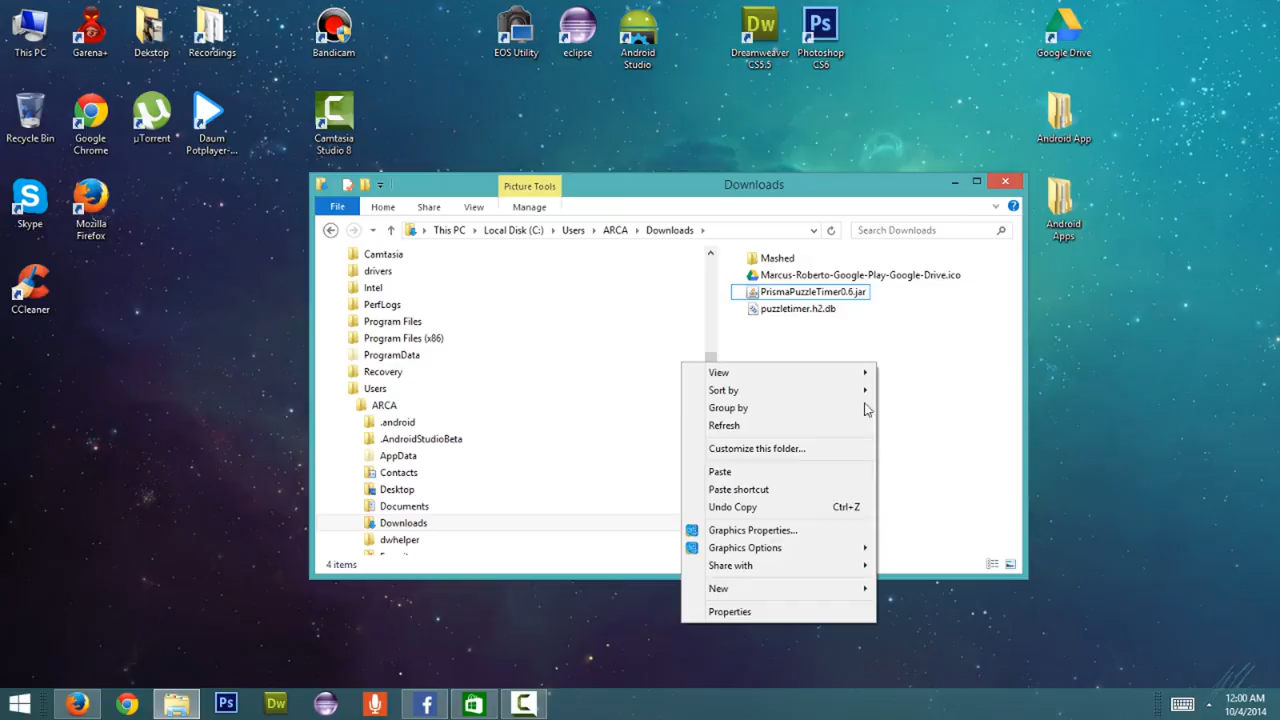 This PC
Garena+
Dekstop
Recordings
Bandicam
EOS Utility
eclipse
Android
Studio
Dw
Dreamweaver
CS5.5
Ps
Photoshop
CS6
Google Drive
Recycle Bin
Google
Chrome
µTorrent
Daum
Potplayer-...
Camtasia
Studio 8
Android App
Skype
Mozilla
Firefox
Android
Apps
CCleaner
Picture Tools
Downloads
File
Home
Share
View
Manage
This PC
Local Disk (C:)
Users
ARCA
Downloads
Search Downloads
Camtasia
drivers
Intel
PerfLogs
Program Files
Program Files (x86)
ProgramData
Recovery
Users
ARCA
.android
.AndroidStudioBeta
AppData
Contacts
Desktop
Documents
Downloads
dwhelper
Mashed
Marcus-Roberto-Google-Play-Google-Drive.ico
PrismaPuzzleTimer0.6.jar
puzzletimer.h2.db
View
Sort by
Group by
Refresh
Customize this folder...
Paste
Paste shortcut
Undo Copy Ctrl+Z
Graphics Properties...
Graphics Options
Share with
New
Properties
4 items
Ps
Dw
12:00 AM
10/4/2014